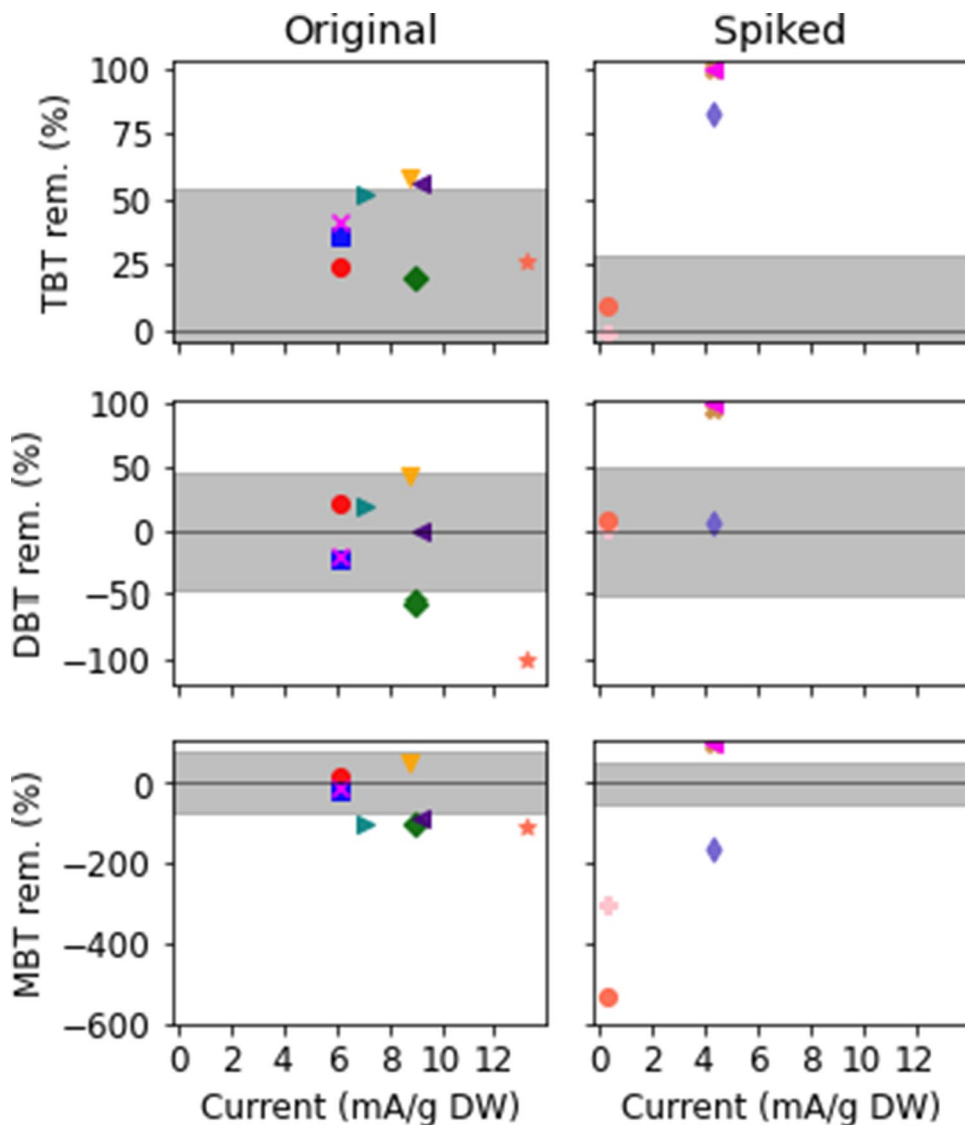 Original Spiked
TBT rem. (%)
100
75
50
25
0
DBT rem. (%)
100
50
0
−50
−100
MBT rem. (%)
0
−200
−400
−600
0 2 4 6 8 10 12 0 2 4 6 8 10 12
Current (mA/g DW) Current (mA/g DW)